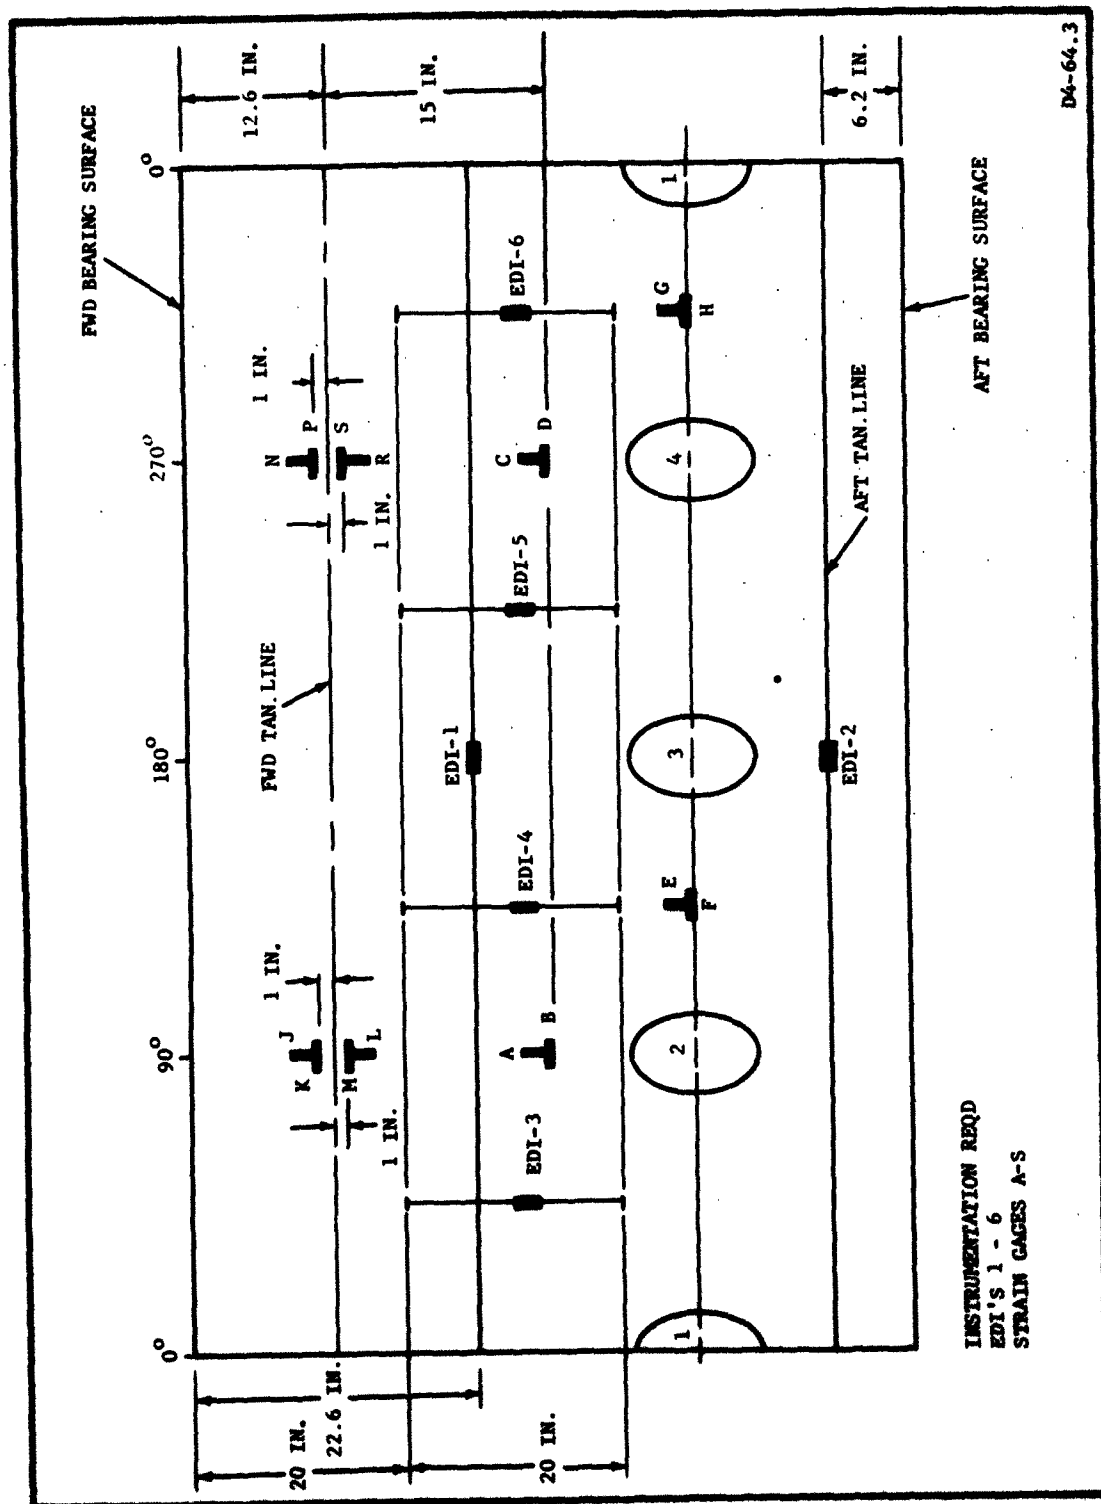 FWD BEARING SURFACE
12.6 IN.
15 IN.
6.2 IN.
D4-64.3
0°
270°
180°
90°
0°
1 IN.
N
P
S
R
1 IN.
FWD TAN. LINE
1 IN.
K
J
M
L
1 IN.
EDI-6
EDI-5
EDI-4
EDI-3
EDI-1
EDI-2
C
D
A
B
G
H
E
F
1
4
3
2
1
AFT TAN. LINE
AFT BEARING SURFACE
22.6 IN.
20 IN.
20 IN.
INSTRUMENTATION REQD
EDI'S 1 - 6
STRAIN GAGES A-S